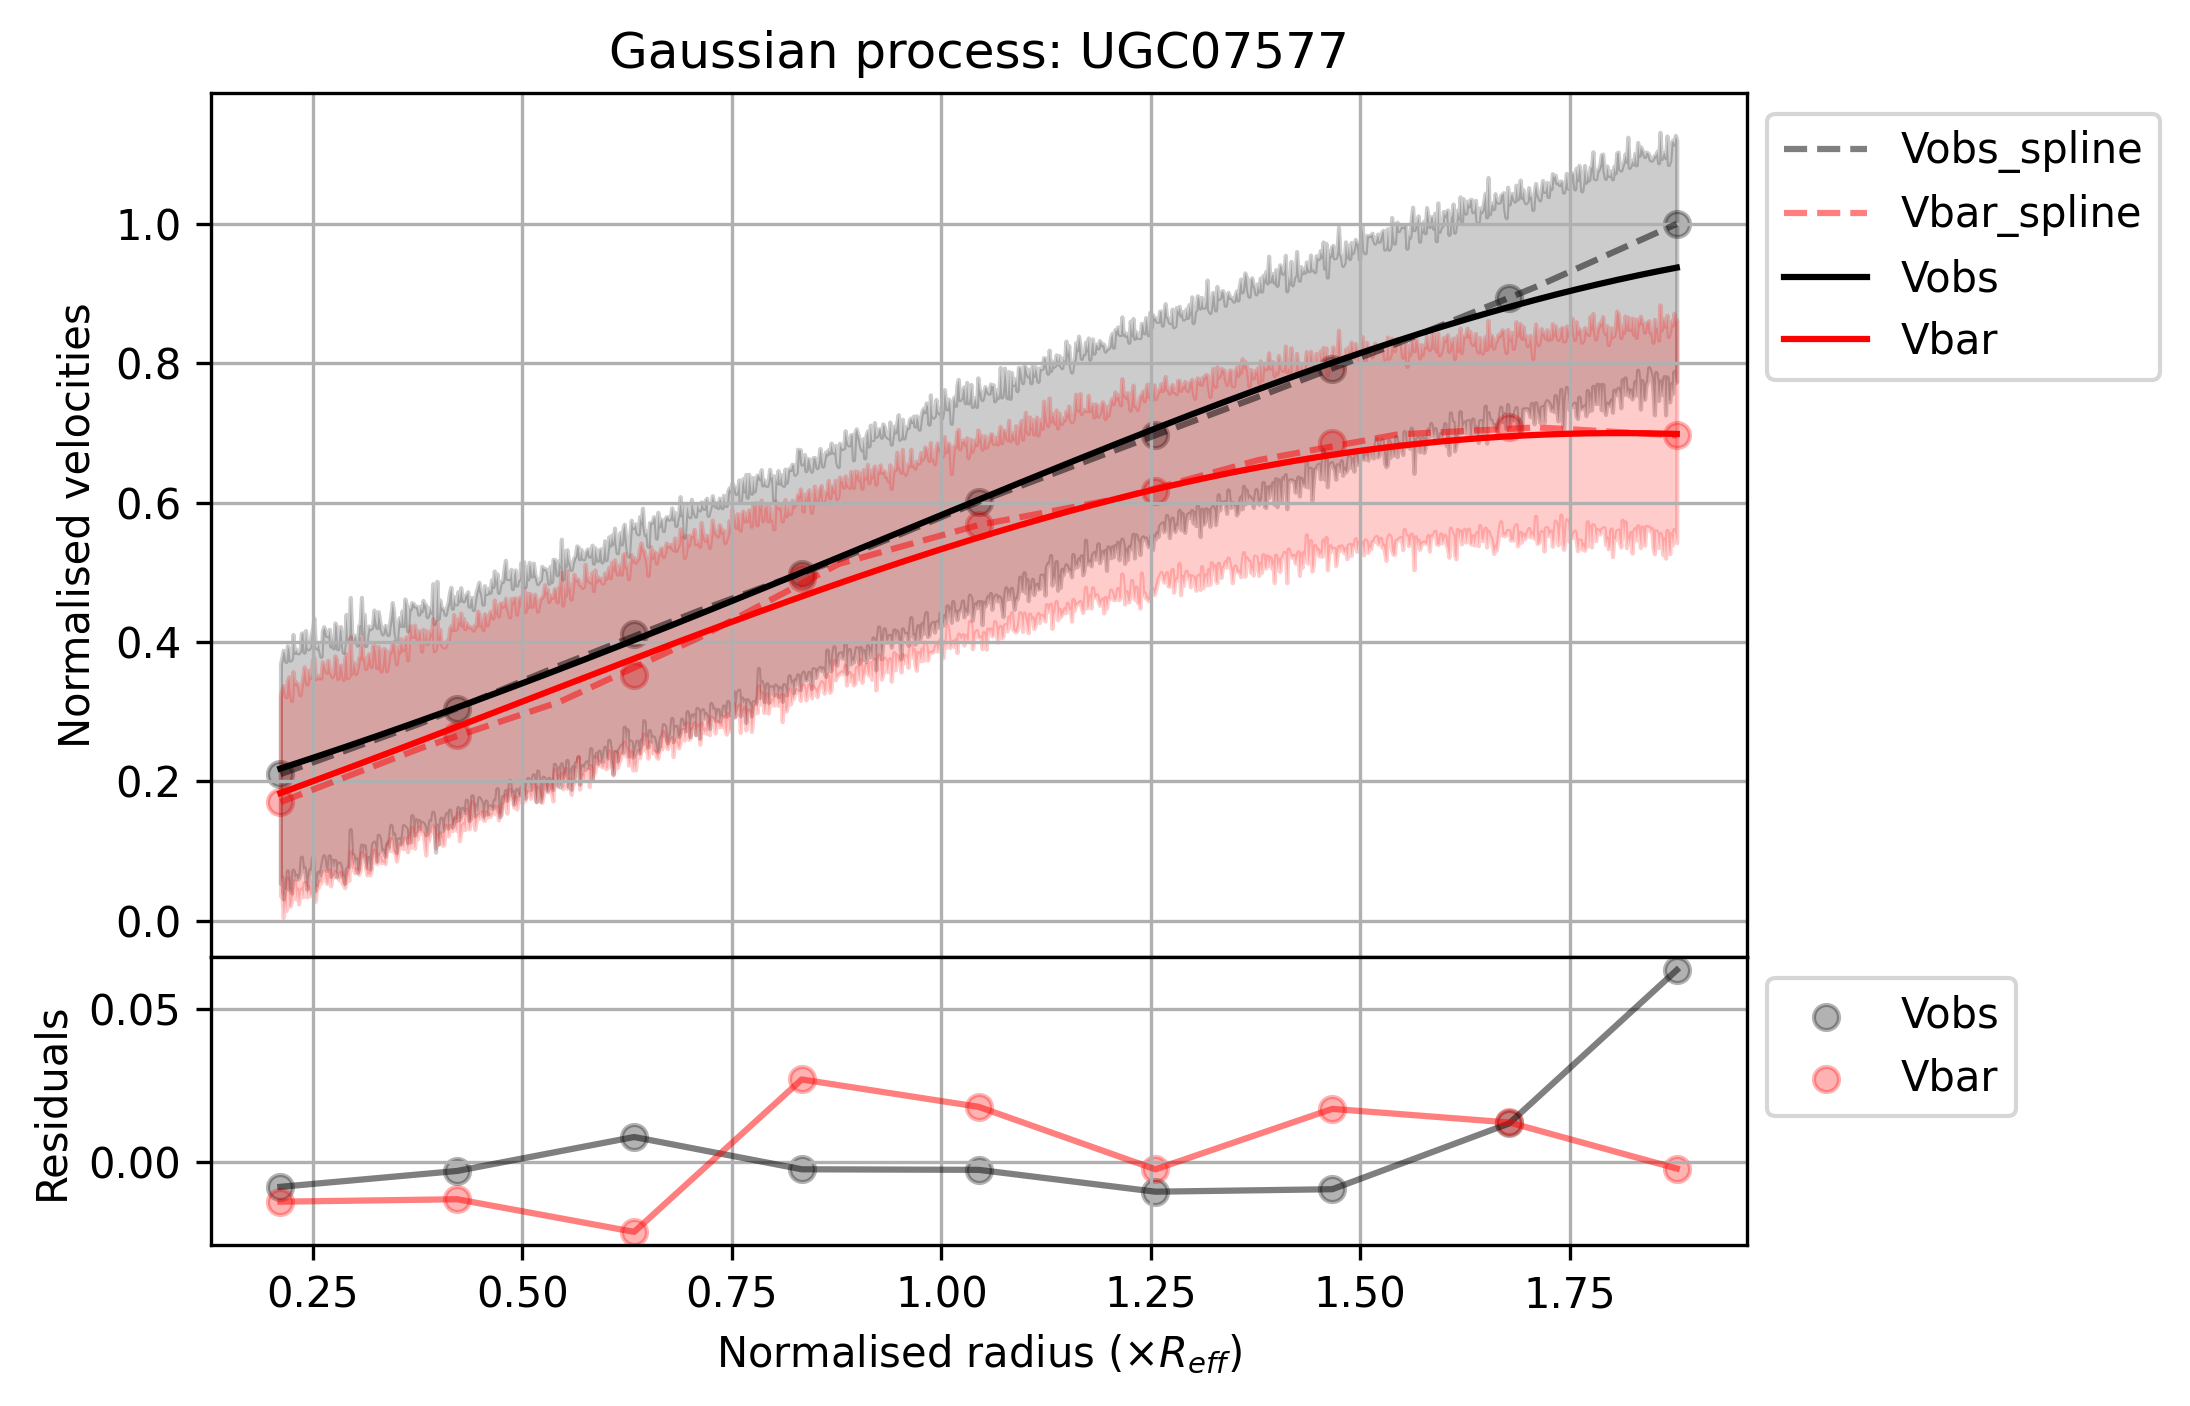 Gaussian process: UGC07577
Normalised velocities
1.0
0.8
0.6
0.4
0.2
0.0
Vobs_spline
Vbar_spline
Vobs
Vbar
Residuals
0.05
0.00
Vobs
Vbar
0.25 0.50 0.75 1.00 1.25 1.50 1.75
Normalised radius (×R_eff)